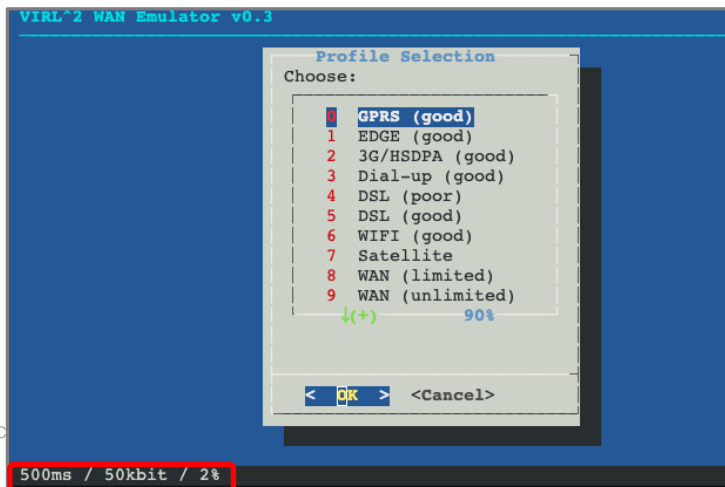 VIRL^2 WAN Emulator v0.3
Profile Selection
Choose:
0 GPRS (good)
1 EDGE (good)
2 3G/HSDPA (good)
3 Dial-up (good)
4 DSL (poor)
5 DSL (good)
6 WIFI (good)
7 Satellite
8 WAN (limited)
9 WAN (unlimited)
↓(+) 90%
< OK > <Cancel>
500ms / 50kbit / 2%